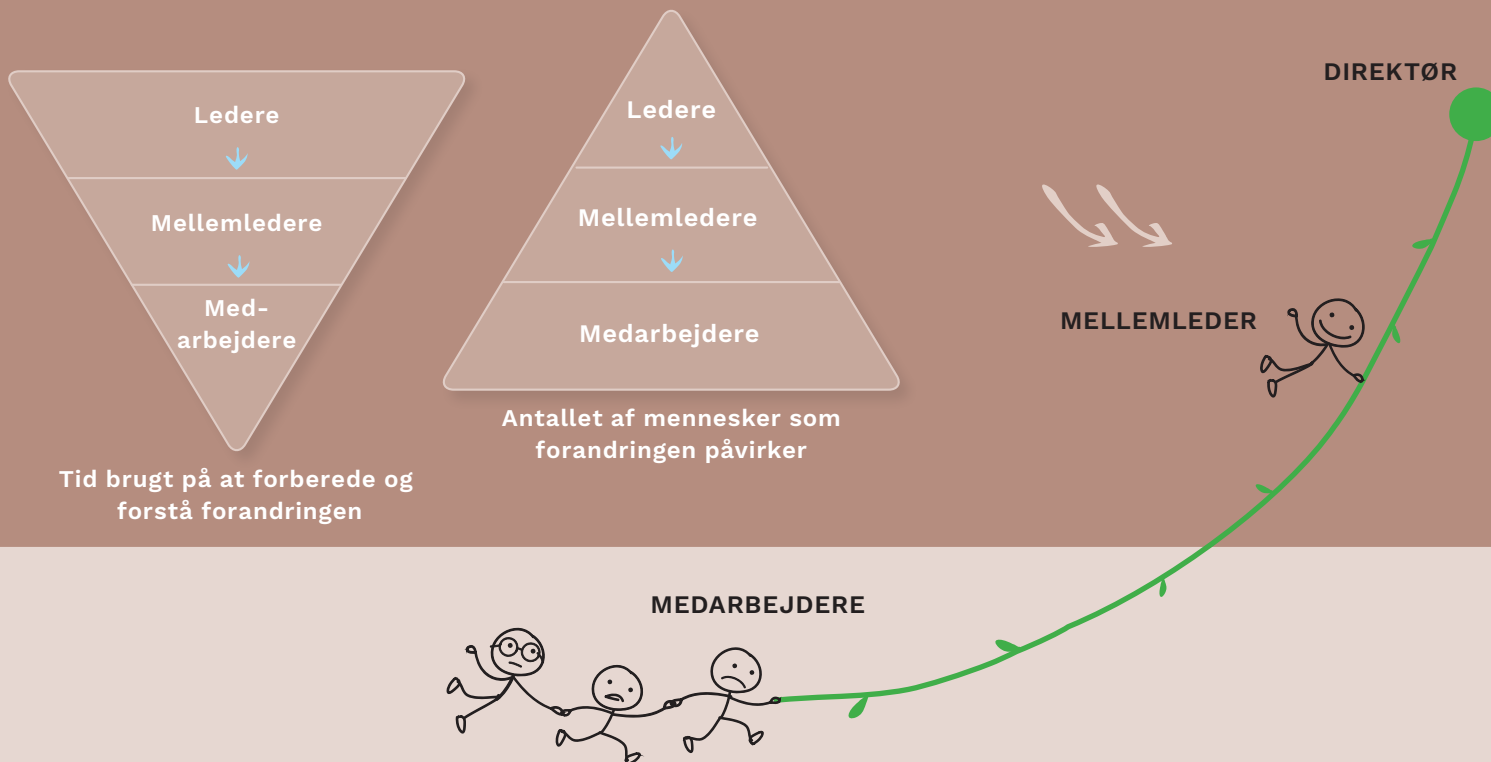 Ledere
Mellemledere
Med-
arbejdere
Tid brugt på at forberede og
forstå forandringen
Ledere
Mellemledere
Medarbejdere
Antallet af mennesker som
forandringen påvirker
DIREKTØR
MELLEMLEDER
MEDARBEJDERE